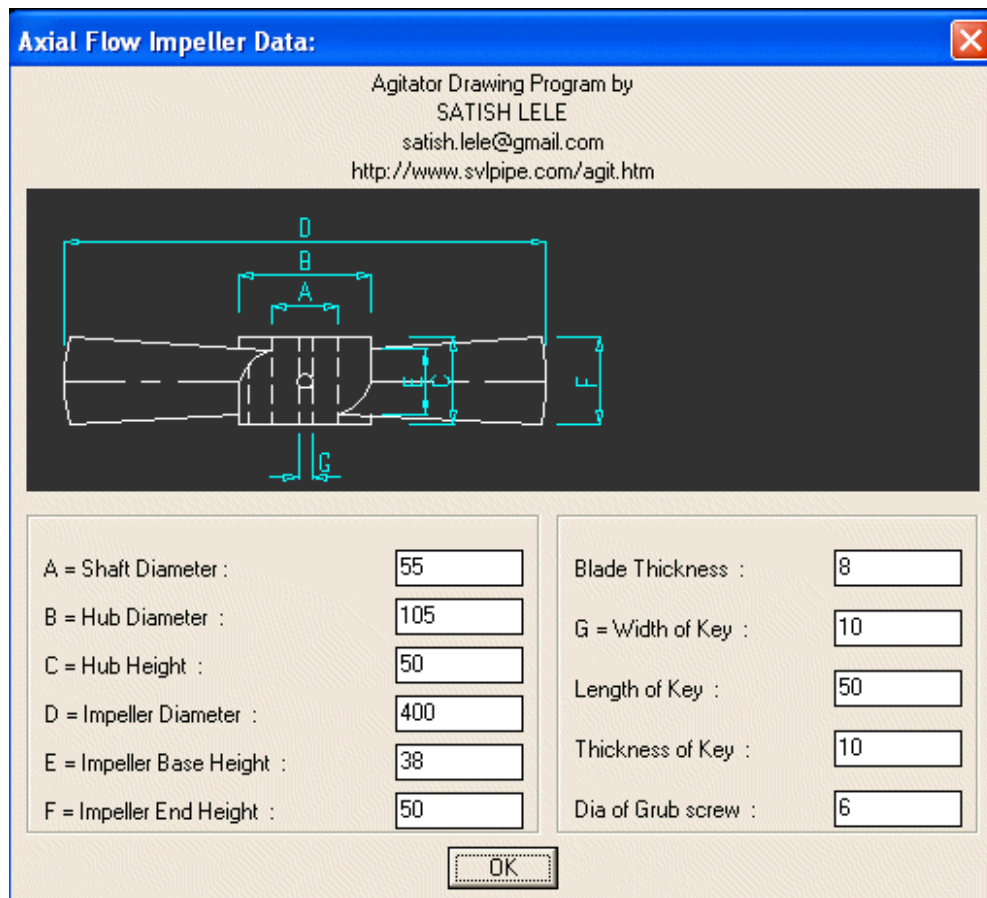 Axial Flow Impeller Data:
Agitator Drawing Program by
SATISH LELE
satish.lele@gmail.com
http://www.svlpipe.com/agit.htm
D
B
A
E
C
F
G
A = Shaft Diameter : 55
B = Hub Diameter : 105
C = Hub Height : 50
D = Impeller Diameter : 400
E = Impeller Base Height : 38
F = Impeller End Height : 50
Blade Thickness : 8
G = Width of Key : 10
Length of Key : 50
Thickness of Key : 10
Dia of Grub screw : 6
OK